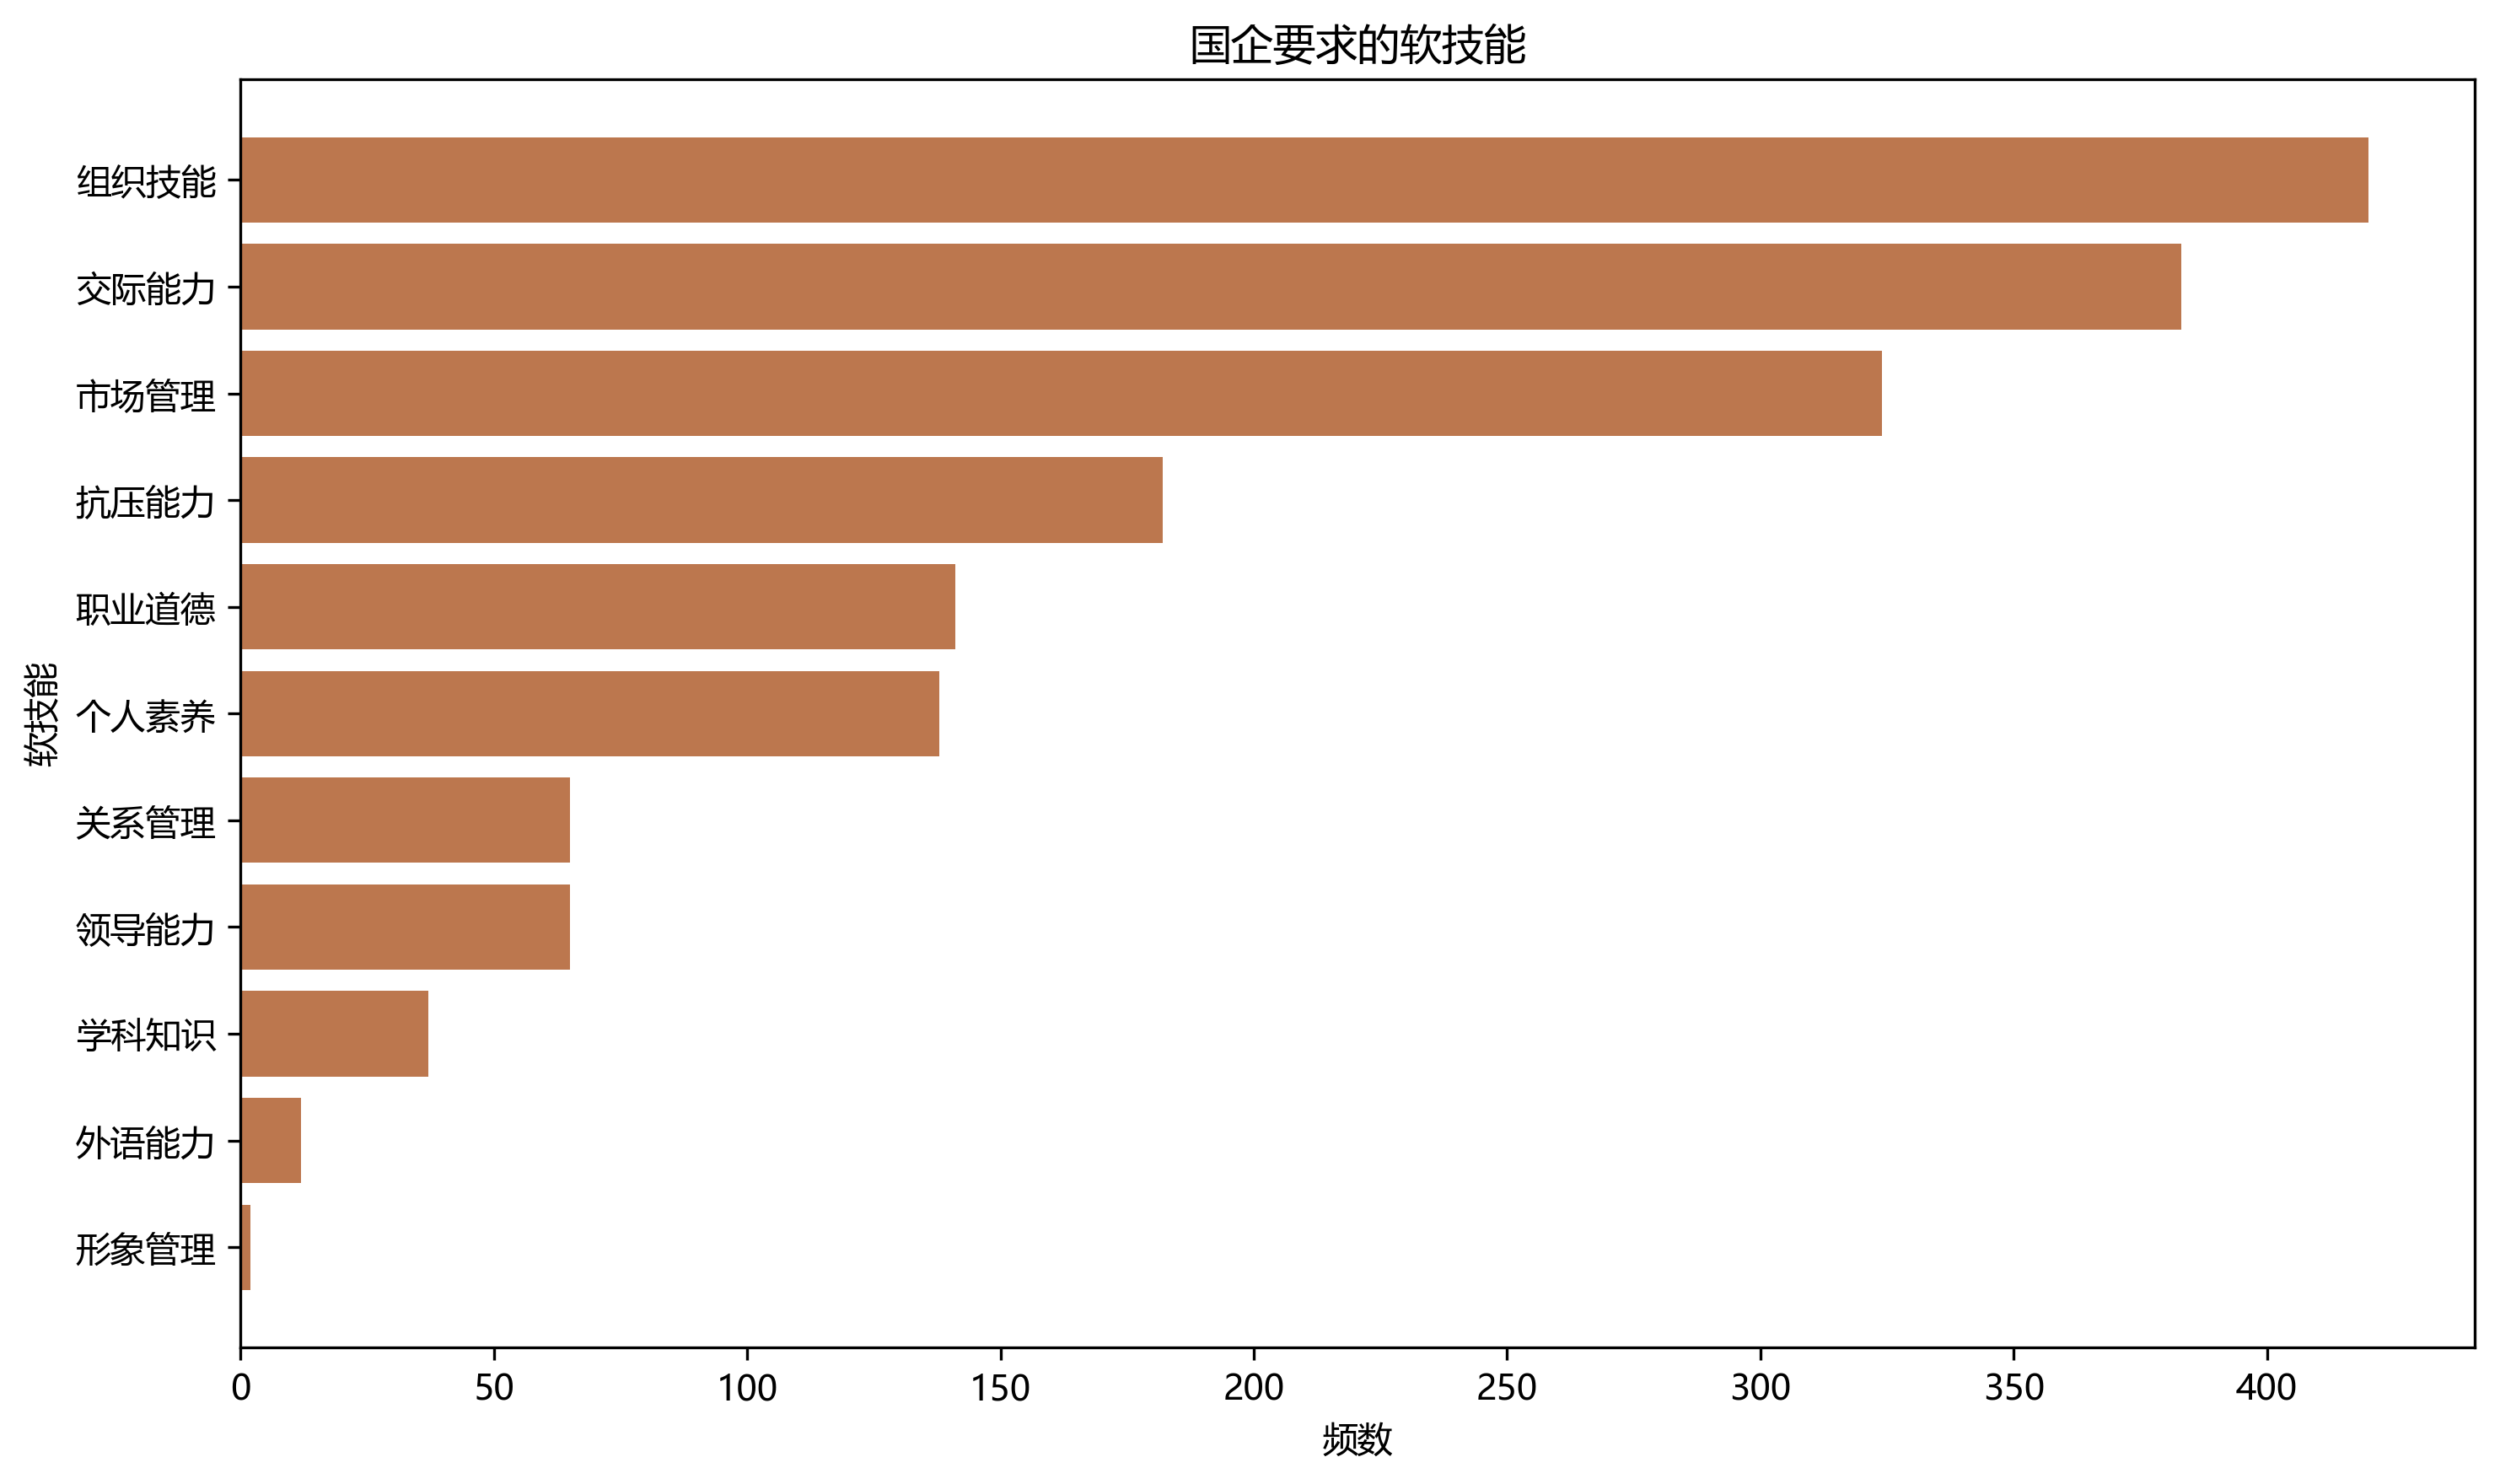 国企要求的软技能
软技能
组织技能
交际能力
市场管理
抗压能力
职业道德
个人素养
关系管理
领导能力
学科知识
外语能力
形象管理
0 50 100 150 200 250 300 350 400
频数